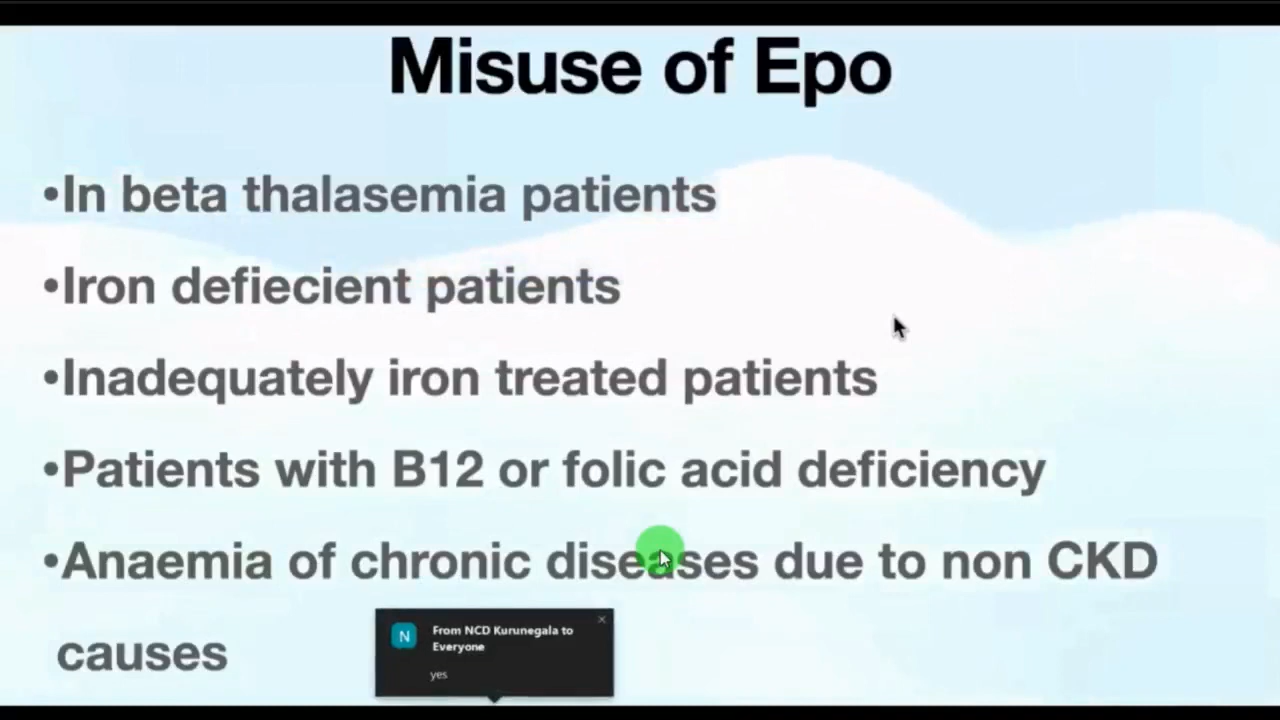 Misuse of Epo
•In beta thalasemia patients
•Iron defiecient patients
•Inadequately iron treated patients
•Patients with B12 or folic acid deficiency
•Anaemia of chronic diseases due to non CKD
causes
N
From NCD Kurunegala to
Everyone
yes